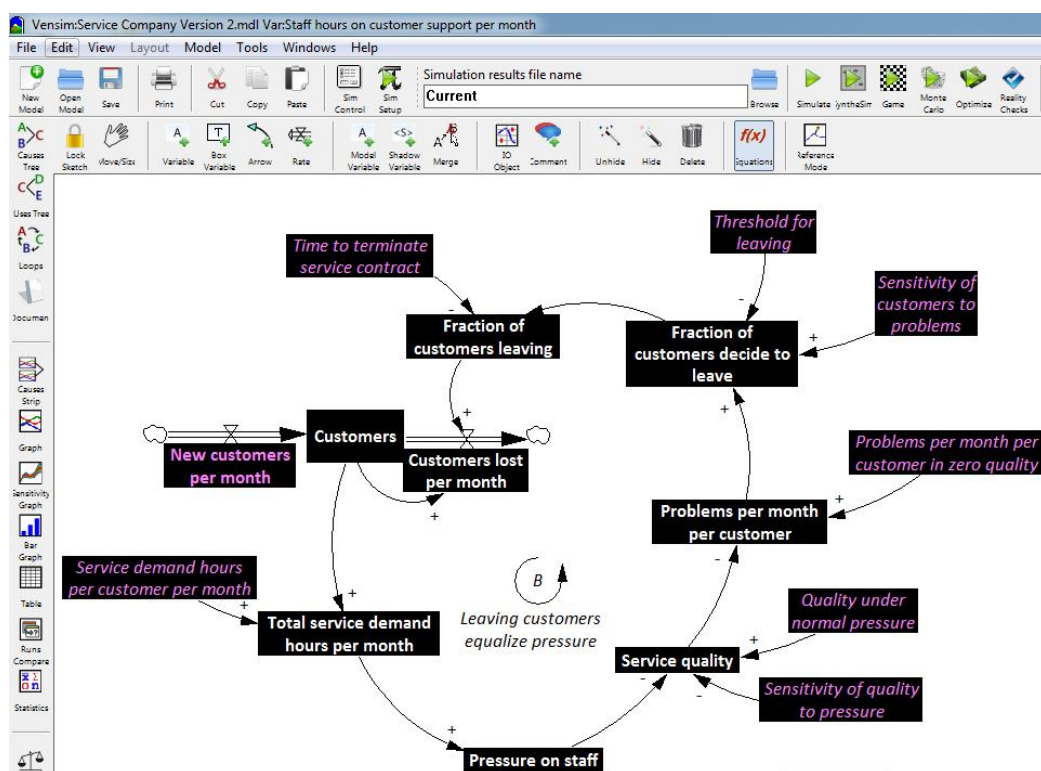 Vensim:Service Company Version 2.mdl Var:Staff hours on customer support per month
File Edit View Layout Model Tools Windows Help
New Model
Open Model
Save
Print
Cut
Copy
Paste
Sim Control
Sim Setup
Simulation results file name
Current
Browse
Simulate
SyntheSim
Game
Monte Carlo
Optimize
Reality Checks
Causes Tree
Lock Sketch
Move/Size
Variable
Box Variable
Arrow
Rate
Model Variable
Shadow Variable
Merge
IO Object
Comment
Unhide
Hide
Delete
f(x)
Equations
Reference Mode
Uses Tree
Loops
Documen
Causes Strip
Graph
Sensitivity Graph
Bar Graph
Table
Runs Compare
Statistics
Time to terminate
service contract
Threshold for
leaving
Sensitivity of
customers to
problems
Fraction of
customers leaving
Fraction of
customers decide to
leave
Customers
New customers
per month
Customers lost
per month
Problems per month per
customer in zero quality
Problems per month
per customer
Service demand hours
per customer per month
B
Leaving customers
equalize pressure
Total service demand
hours per month
Quality under
normal pressure
Service quality
Sensitivity of quality
to pressure
Pressure on staff